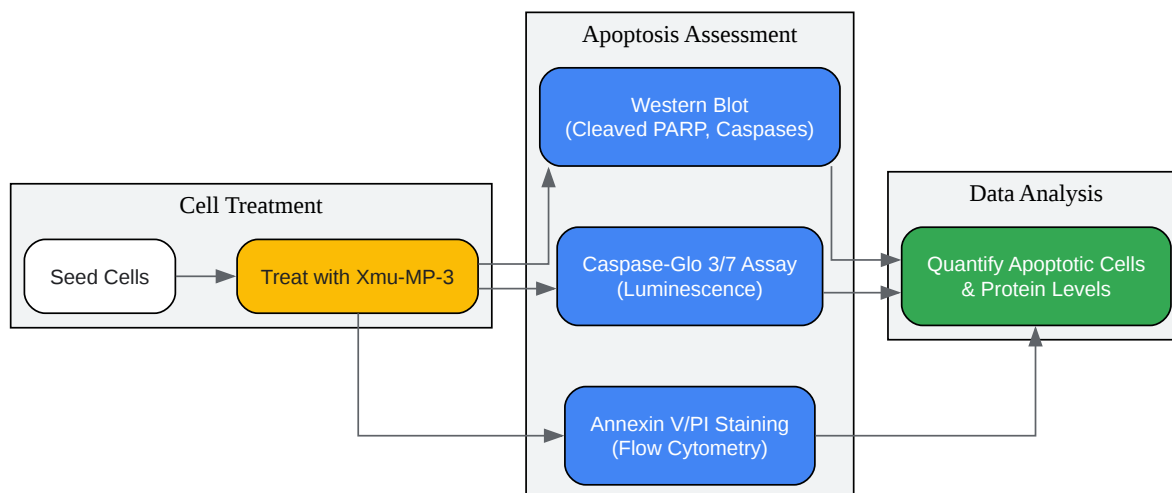 Cell Treatment
Seed Cells
Treat with Xmu-MP-3
Apoptosis Assessment
Western Blot
(Cleaved PARP, Caspases)
Caspase-Glo 3/7 Assay
(Luminescence)
Annexin V/PI Staining
(Flow Cytometry)
Data Analysis
Quantify Apoptotic Cells
& Protein Levels